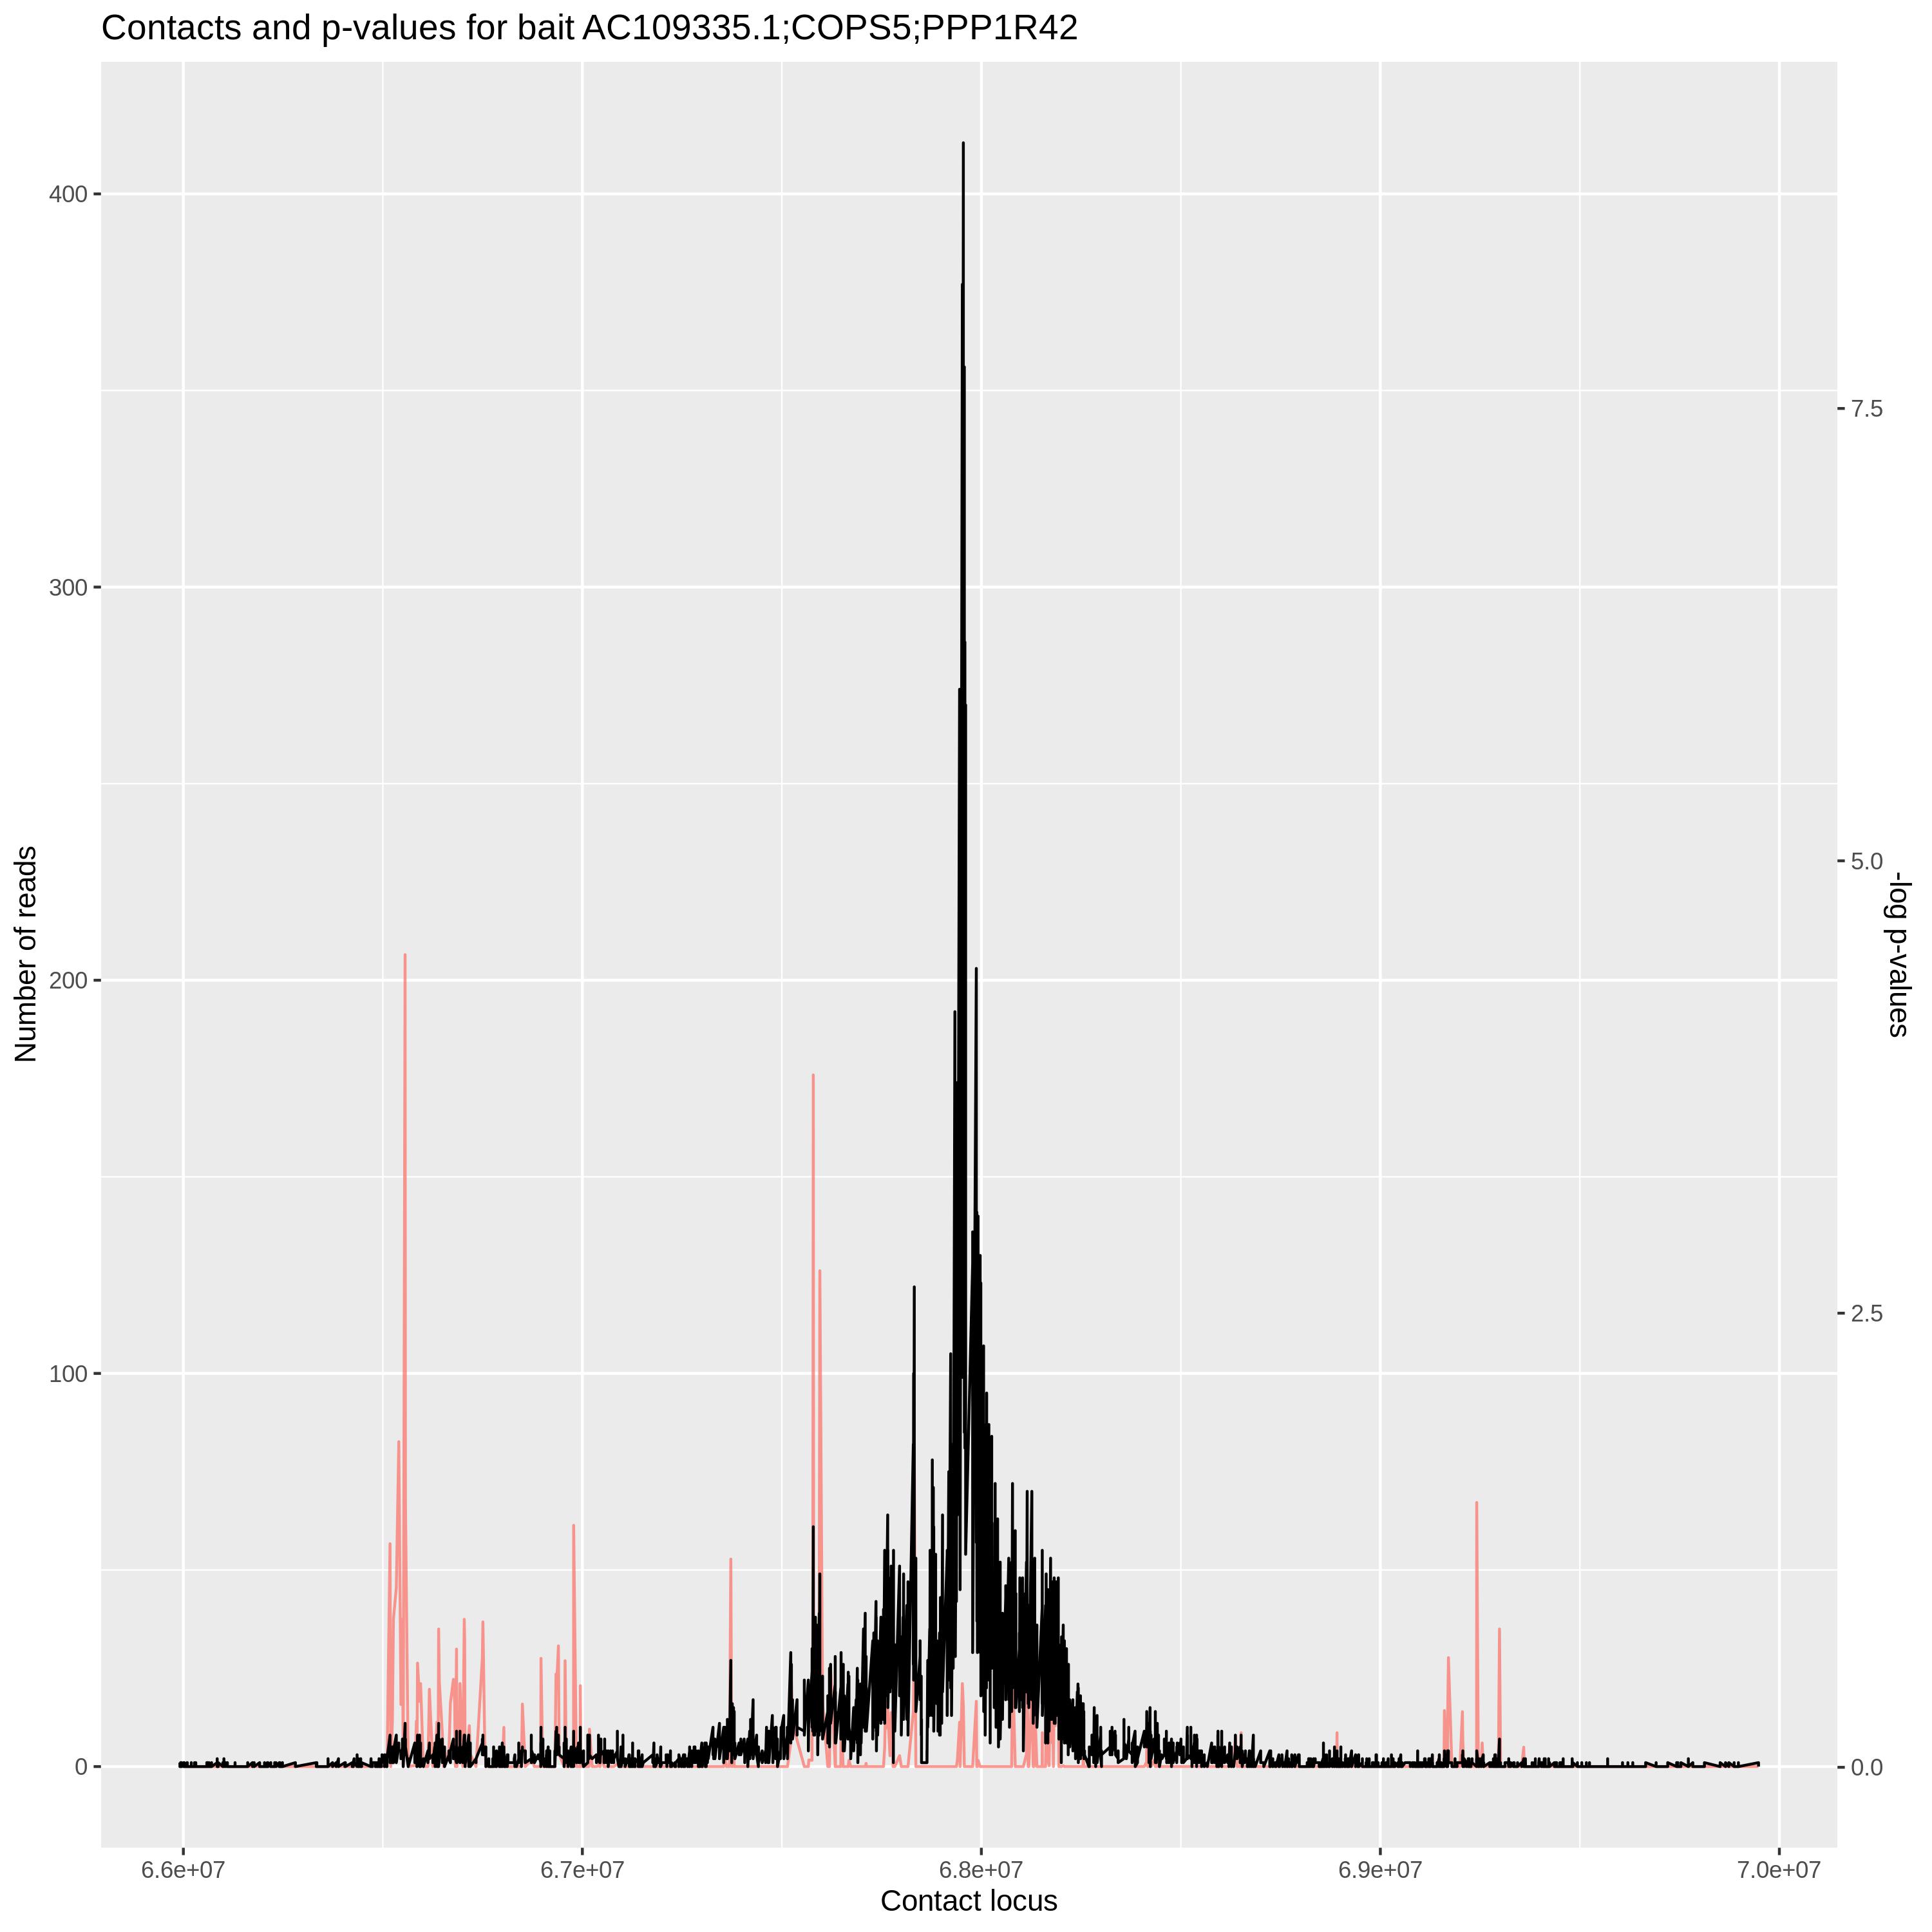 Contacts and p-values for bait AC109335.1;COPS5;PPP1R42
400
300
200
100
0
Number of reads
7.5
5.0
2.5
0.0
-log p-values
6.6e+07
6.7e+07
6.8e+07
6.9e+07
7.0e+07
Contact locus